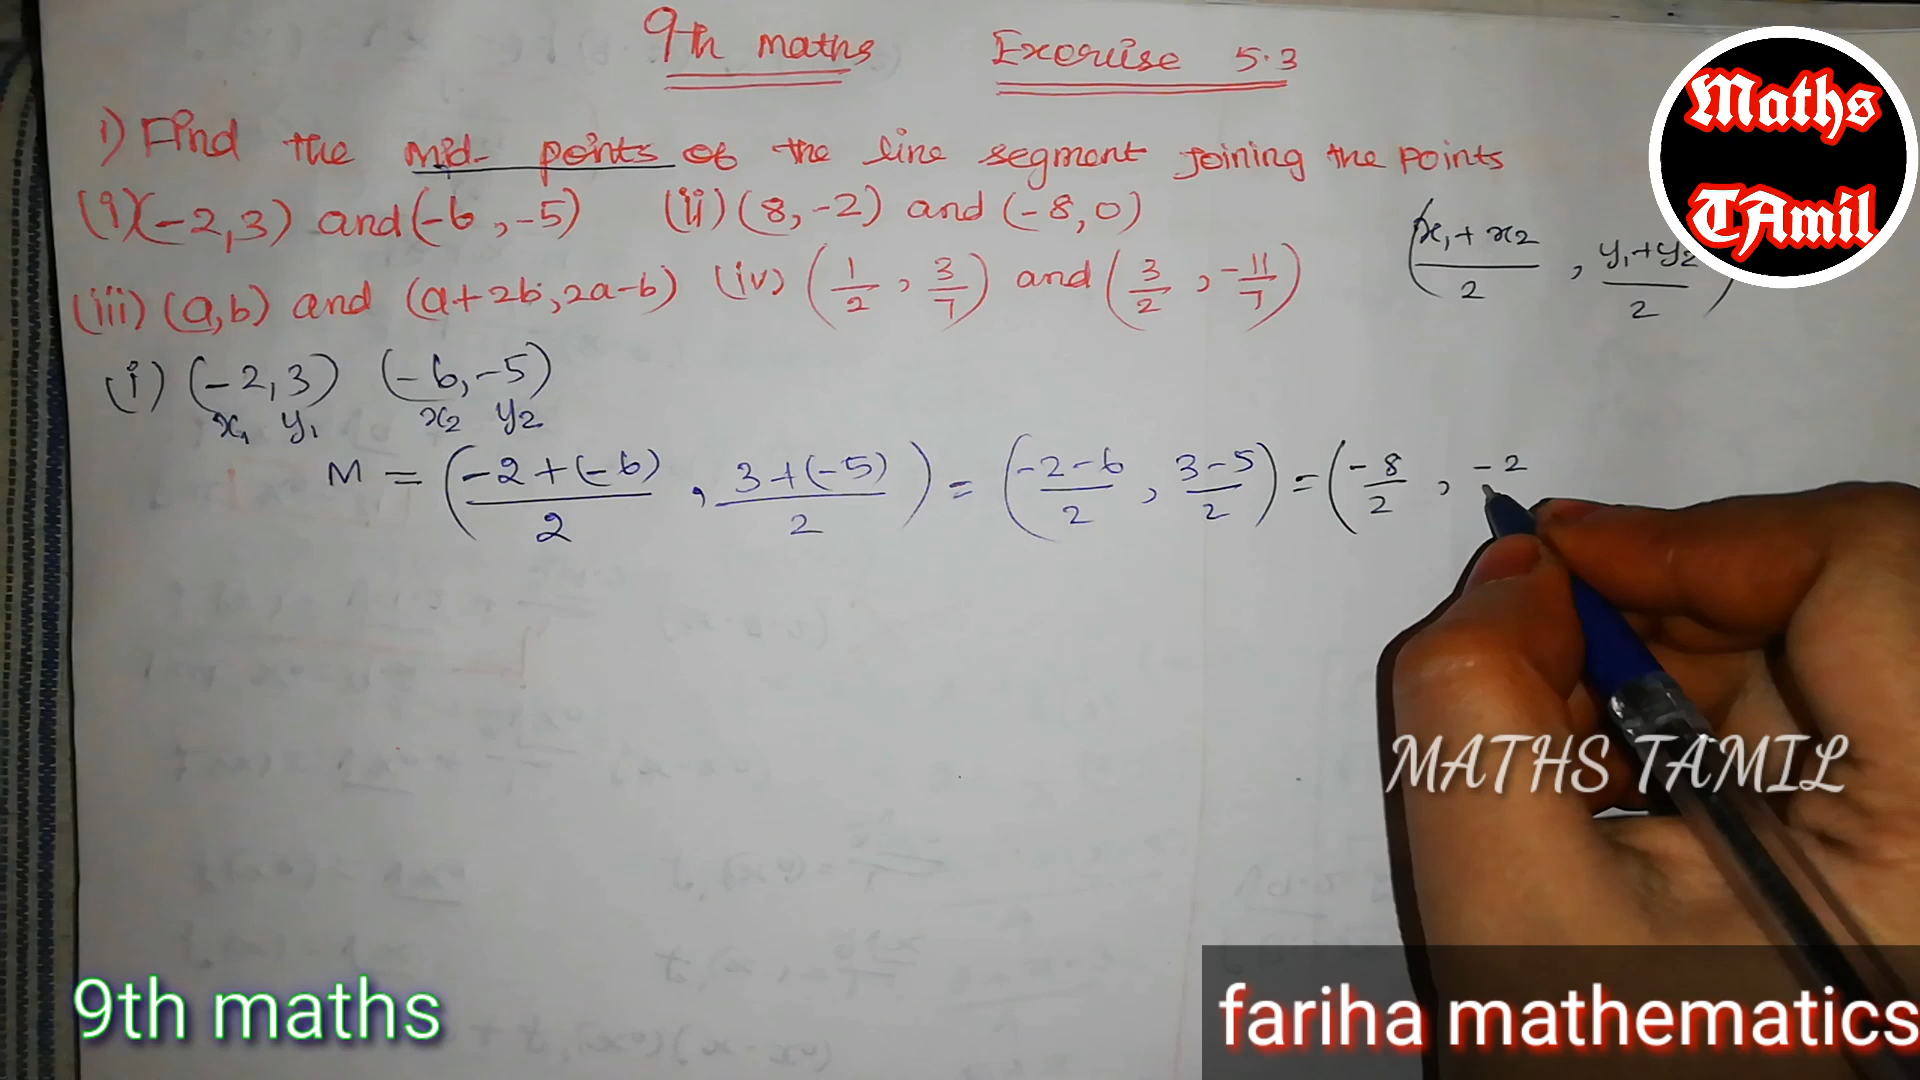 9th maths Exercise 5.3
Maths
TAmil
1) Find the mid- points of the line segment joining the points
(i) (-2,3) and (-6,-5) (ii) (8,-2) and (-8,0)
(x₁+x₂/2 , y₁+y₂/2)
(iii) (a,b) and (a+2b,2a-b) (iv) (1/2 , 3/7) and (3/2 , -11/7)
(i) (-2,3) (-6,-5)
x₁ y₁ x₂ y₂
M = (-2+(-6)/2 , 3+(-5)/2) = (-2-6/2 , 3-5/2) = (-8/2 , -2
MATHS TAMIL
9th maths
fariha mathematics